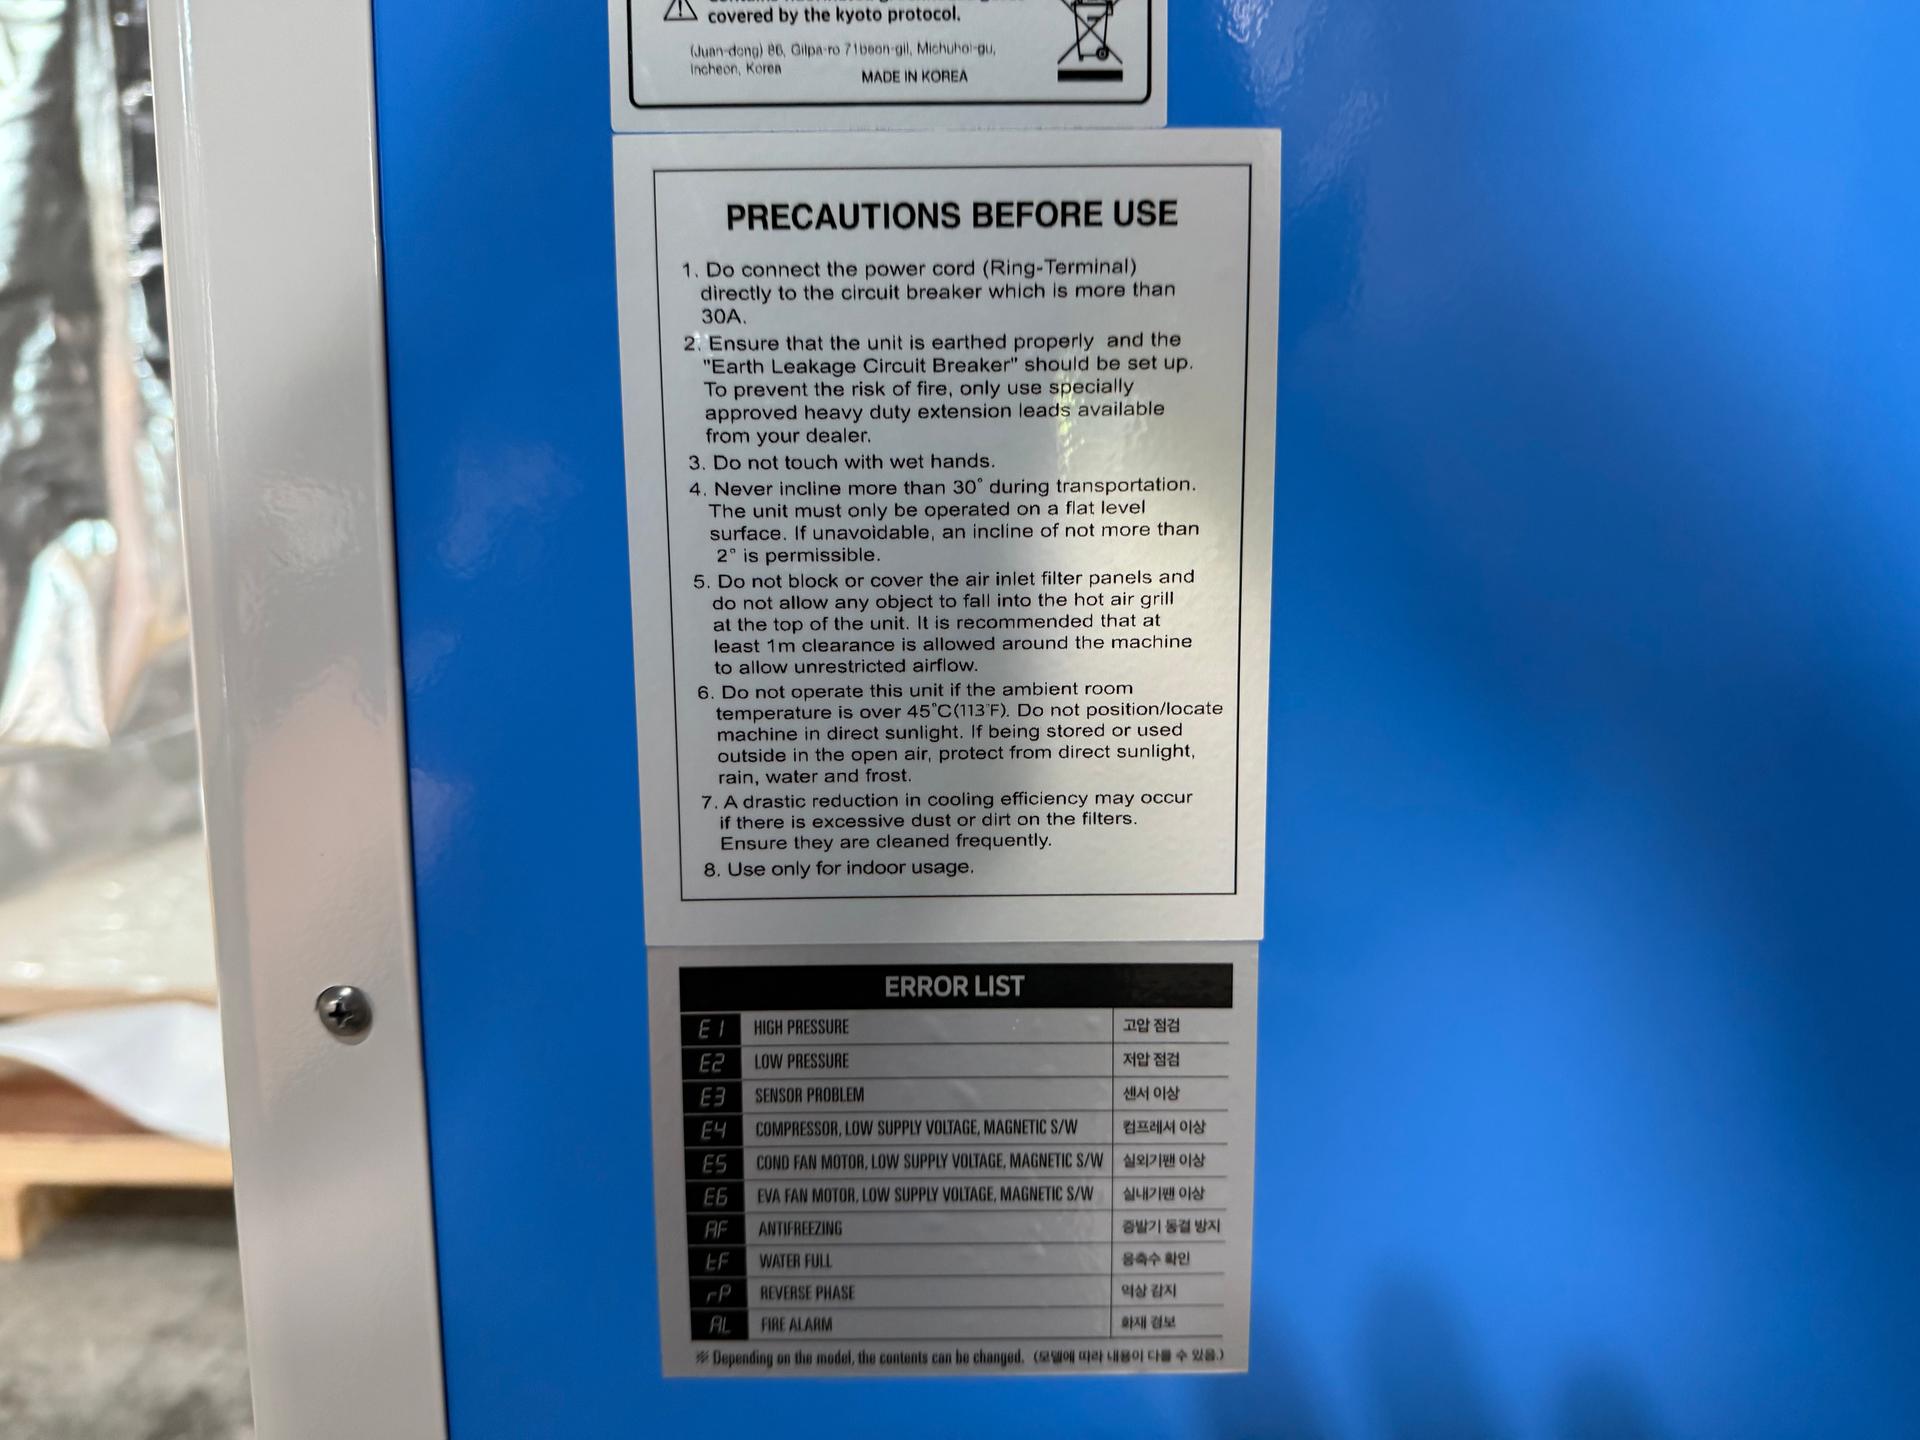 covered by the kyoto protocol.
(Juan-dong) 86, Gilpa-ro 71beon-gil, Michuhol-gu,
Incheon, Korea
MADE IN KOREA
PRECAUTIONS BEFORE USE
1. Do connect the power cord (Ring-Terminal)
directly to the circuit breaker which is more than
30A.
2. Ensure that the unit is earthed properly and the
"Earth Leakage Circuit Breaker" should be set up.
To prevent the risk of fire, only use specially
approved heavy duty extension leads available
from your dealer.
3. Do not touch with wet hands.
4. Never incline more than 30° during transportation.
The unit must only be operated on a flat level
surface. If unavoidable, an incline of not more than
2° is permissible.
5. Do not block or cover the air inlet filter panels and
do not allow any object to fall into the hot air grill
at the top of the unit. It is recommended that at
least 1m clearance is allowed around the machine
to allow unrestricted airflow.
6. Do not operate this unit if the ambient room
temperature is over 45°C(113°F). Do not position/locate
machine in direct sunlight. If being stored or used
outside in the open air, protect from direct sunlight,
rain, water and frost.
7. A drastic reduction in cooling efficiency may occur
if there is excessive dust or dirt on the filters.
Ensure they are cleaned frequently.
8. Use only for indoor usage.
ERROR LIST
E1 HIGH PRESSURE 고압 점검
E2 LOW PRESSURE 저압 점검
E3 SENSOR PROBLEM 센서 이상
E4 COMPRESSOR, LOW SUPPLY VOLTAGE, MAGNETIC S/W 컴프레셔 이상
E5 COND FAN MOTOR, LOW SUPPLY VOLTAGE, MAGNETIC S/W 실외기팬 이상
E6 EVA FAN MOTOR, LOW SUPPLY VOLTAGE, MAGNETIC S/W 실내기팬 이상
AF ANTIFREEZING 증발기 동결 방지
tF WATER FULL 응축수 확인
rP REVERSE PHASE 역상 감지
AL FIRE ALARM 화재 경보
※ Depending on the model, the contents can be changed. (모델에 따라 내용이 다를 수 있음.)